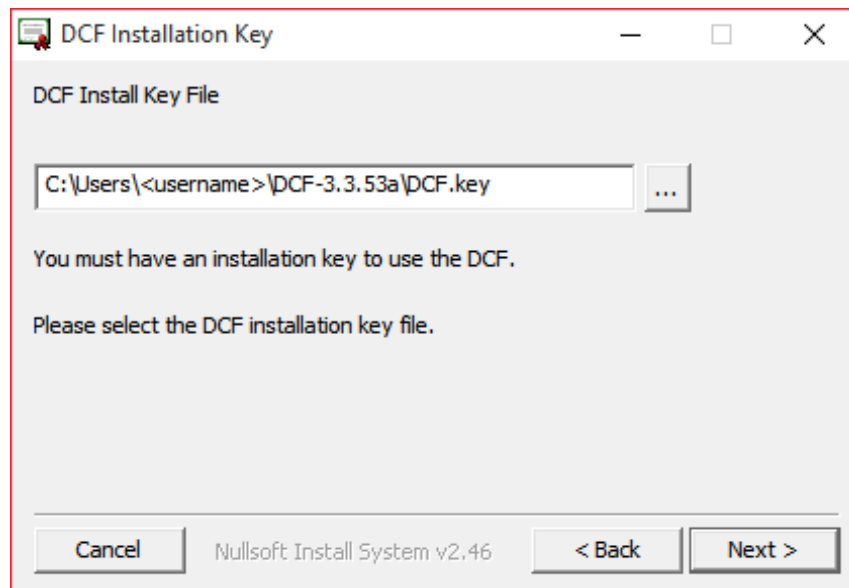 DCF Installation Key
DCF Install Key File
C:\Users\<username>\DCF-3.3.53a\DCF.key
...
You must have an installation key to use the DCF.
Please select the DCF installation key file.
Cancel
Nullsoft Install System v2.46
< Back
Next >